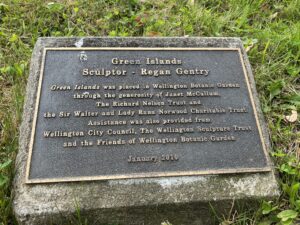 Green Islands
Sculptor - Regan Gentry
Green Islands was placed in Wellington Botanic Garden
through the generosity of Janet McCallum,
The Richard Nelson Trust and
the Sir Walter and Lady Rana Norwood Charitable Trust.
Assistance was also provided from
Wellington City Council, The Wellington Sculpture Trust
and the Friends of Wellington Botanic Garden
January 2010